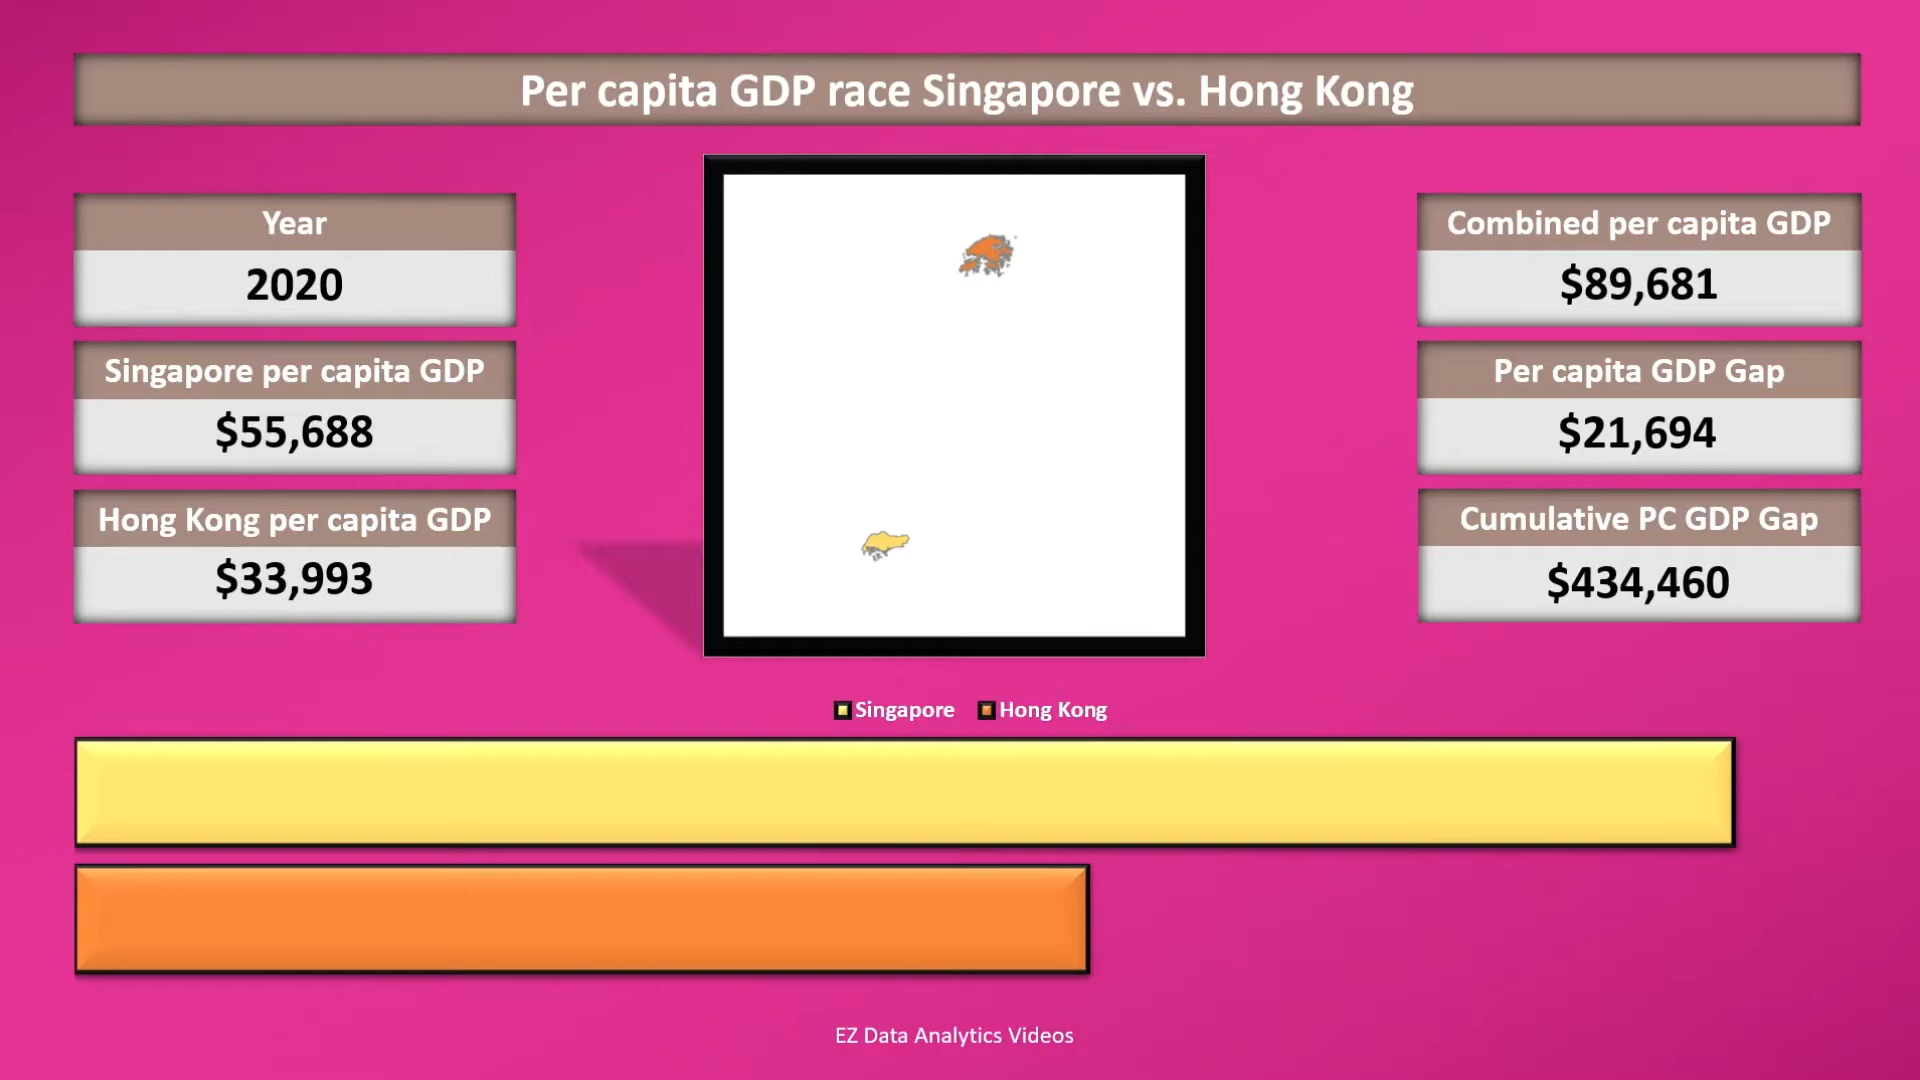 Per capita GDP race Singapore vs. Hong Kong
Year
2020
Singapore per capita GDP
$55,688
Hong Kong per capita GDP
$33,993
Combined per capita GDP
$89,681
Per capita GDP Gap
$21,694
Cumulative PC GDP Gap
$434,460
Singapore Hong Kong
EZ Data Analytics Videos